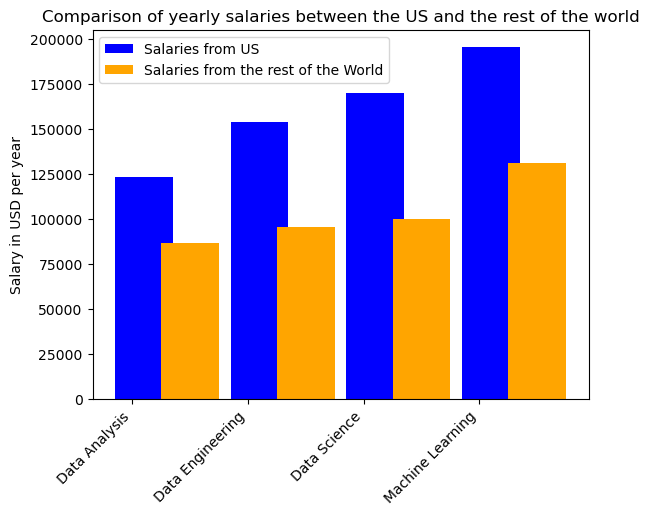 Comparison of yearly salaries between the US and the rest of the world
Salaries from US
Salaries from the rest of the World
Salary in USD per year
200000
175000
150000
125000
100000
75000
50000
25000
0
Data Analysis
Data Engineering
Data Science
Machine Learning